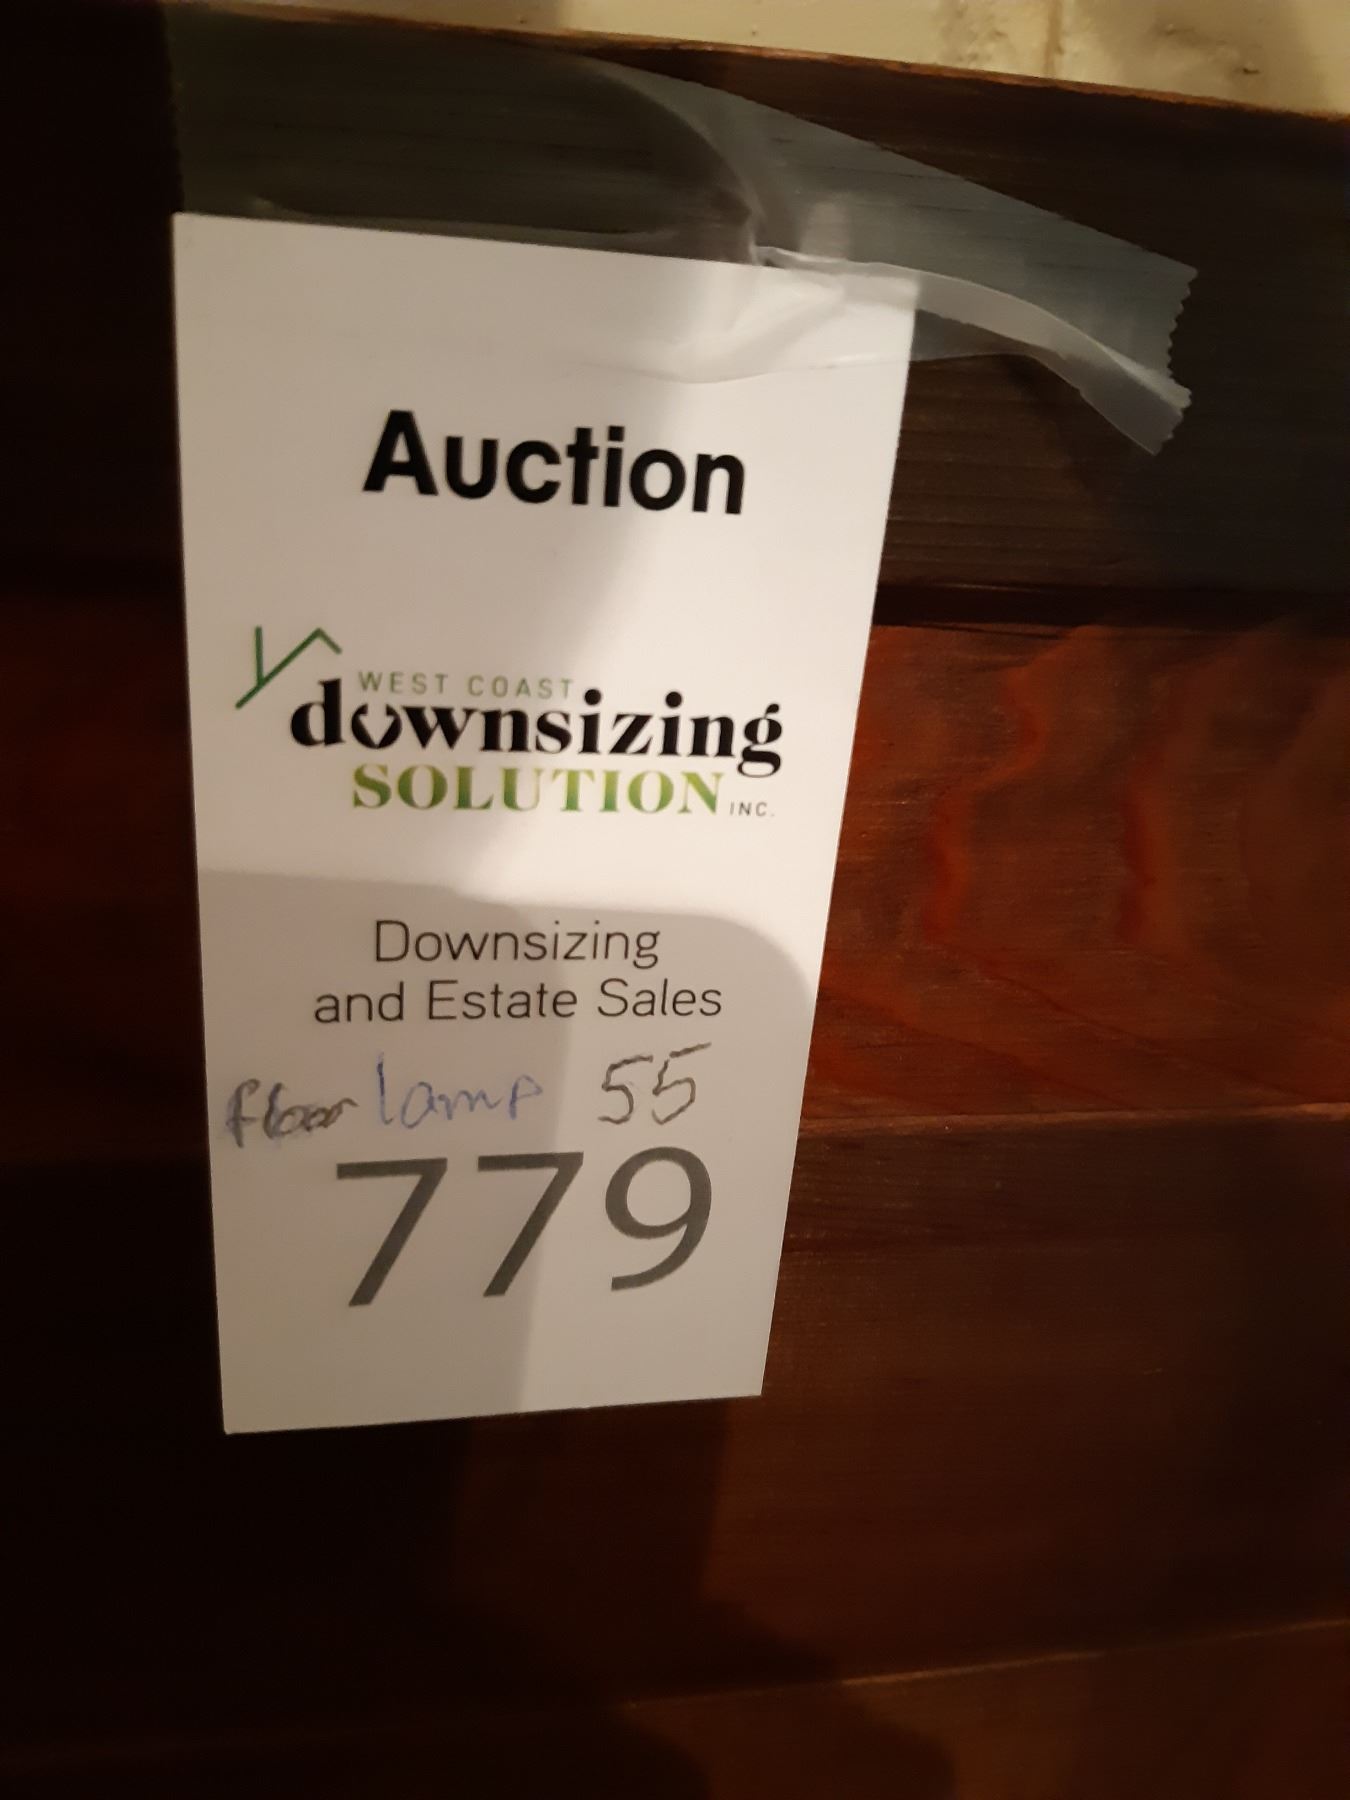 Auction
WEST COAST
downsizing
SOLUTION INC.
Downsizing
and Estate Sales
floor lamp 55
779